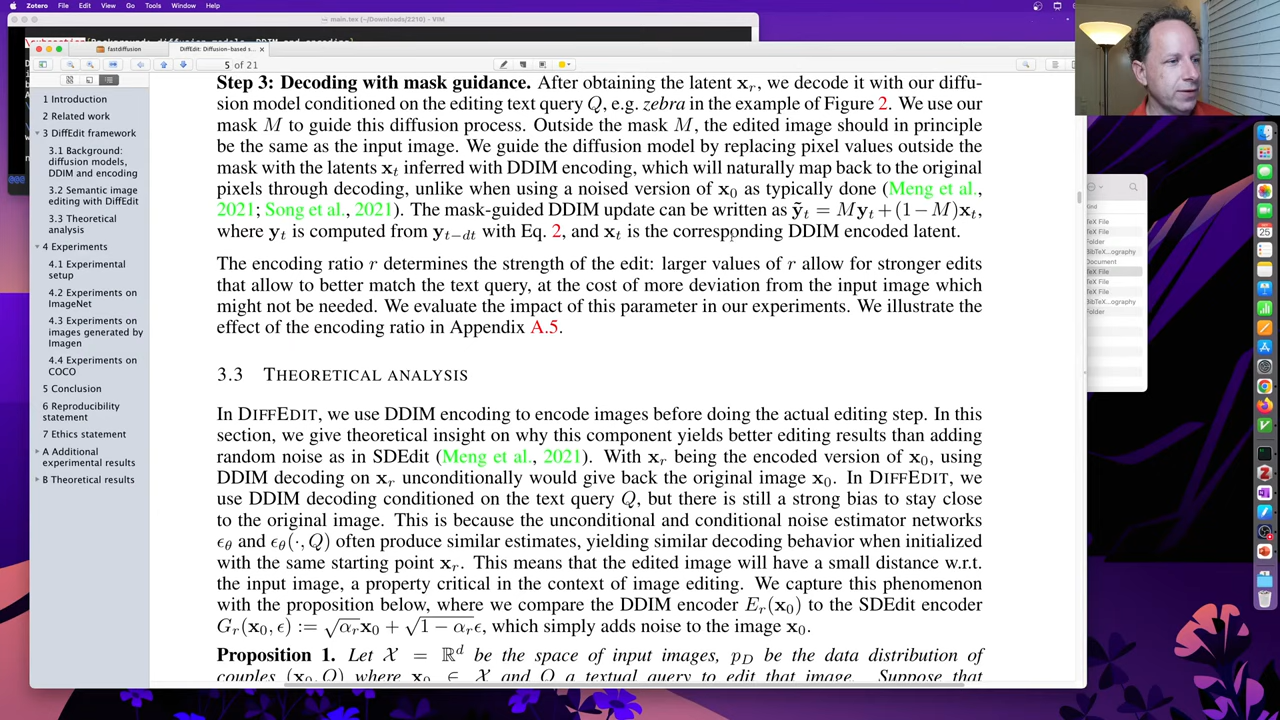 Zotero File Edit View Go Tools Window Help
main.tex (~/Downloads/2210) - VIM
fastdiffusion
DiffEdit: Diffusion-based s...
5 of 21
1 Introduction
2 Related work
3 DiffEdit framework
3.1 Background:
diffusion models,
DDIM and encoding
3.2 Semantic image
editing with DiffEdit
3.3 Theoretical
analysis
4 Experiments
4.1 Experimental
setup
4.2 Experiments on
ImageNet
4.3 Experiments on
images generated by
Imagen
4.4 Experiments on
COCO
5 Conclusion
6 Reproducibility
statement
7 Ethics statement
A Additional
experimental results
B Theoretical results
Step 3: Decoding with mask guidance. After obtaining the latent xᵣ, we decode it with our diffu-
sion model conditioned on the editing text query Q, e.g. zebra in the example of Figure 2. We use our
mask M to guide this diffusion process. Outside the mask M, the edited image should in principle
be the same as the input image. We guide the diffusion model by replacing pixel values outside the
mask with the latents xₜ inferred with DDIM encoding, which will naturally map back to the original
pixels through decoding, unlike when using a noised version of x₀ as typically done (Meng et al.,
2021; Song et al., 2021). The mask-guided DDIM update can be written as ỹₜ = Myₜ + (1 − M)xₜ,
where yₜ is computed from yₜ₋dₜ with Eq. 2, and xₜ is the corresponding DDIM encoded latent.
The encoding ratio r determines the strength of the edit: larger values of r allow for stronger edits
that allow to better match the text query, at the cost of more deviation from the input image which
might not be needed. We evaluate the impact of this parameter in our experiments. We illustrate the
effect of the encoding ratio in Appendix A.5.
3.3 THEORETICAL ANALYSIS
In DIFFEDIT, we use DDIM encoding to encode images before doing the actual editing step. In this
section, we give theoretical insight on why this component yields better editing results than adding
random noise as in SDEdit (Meng et al., 2021). With xᵣ being the encoded version of x₀, using
DDIM decoding on xᵣ unconditionally would give back the original image x₀. In DIFFEDIT, we
use DDIM decoding conditioned on the text query Q, but there is still a strong bias to stay close
to the original image. This is because the unconditional and conditional noise estimator networks
ϵθ and ϵθ(·, Q) often produce similar estimates, yielding similar decoding behavior when initialized
with the same starting point xᵣ. This means that the edited image will have a small distance w.r.t.
the input image, a property critical in the context of image editing. We capture this phenomenon
with the proposition below, where we compare the DDIM encoder Eᵣ(x₀) to the SDEdit encoder
Gᵣ(x₀, ϵ) := √αᵣx₀ + √1 − αᵣϵ, which simply adds noise to the image x₀.
Proposition 1. Let X = ℝᵈ be the space of input images, p_D be the data distribution of
couples (x₀, Q) where x₀ ∈ X and Q a textual query to edit that image. Suppose that